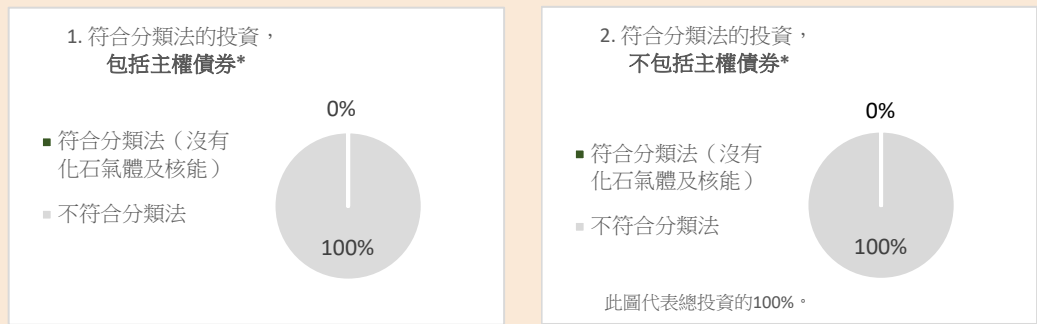 1. 符合分類法的投資，
包括主權債券*
0%
符合分類法（沒有
化石氣體及核能）
不符合分類法
100%
2. 符合分類法的投資，
不包括主權債券*
0%
符合分類法（沒有
化石氣體及核能）
不符合分類法
100%
此圖代表總投資的100%。